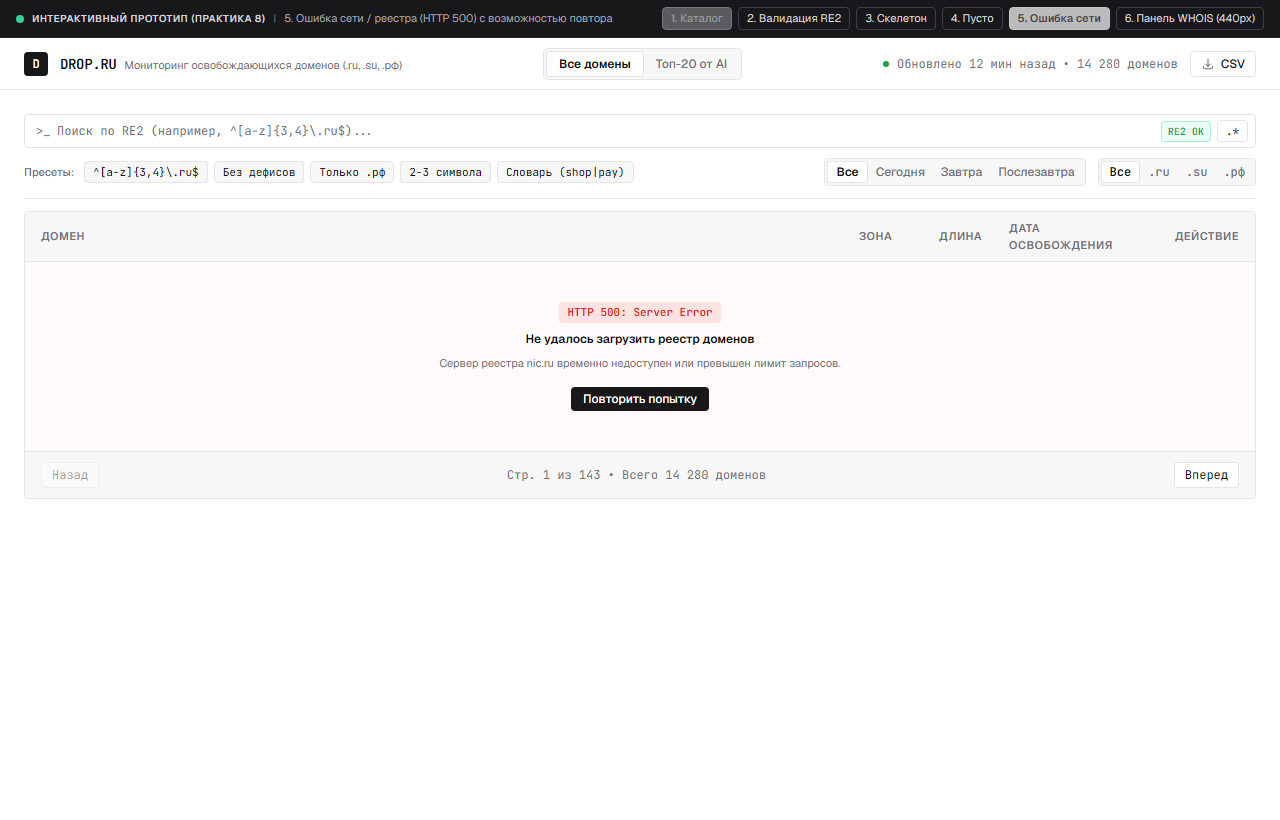 ИНТЕРАКТИВНЫЙ ПРОТОТИП (ПРАКТИКА 8) | 5. Ошибка сети / реестра (HTTP 500) с возможностью повтора 1. Каталог 2. Валидация RE2 3. Скелетон 4. Пусто 5. Ошибка сети 6. Панель WHOIS (440px)
D DROP.RU Мониторинг освобождающихся доменов (.ru, .su, .рф) Все домены Топ-20 от AI Обновлено 12 мин назад • 14 280 доменов CSV
>_ Поиск по RE2 (например, ^[a-z]{3,4}\.ru$)... RE2 OK .*
Пресеты: ^[a-z]{3,4}\.ru$ Без дефисов Только .рф 2-3 символа Словарь (shop|pay) Все Сегодня Завтра Послезавтра Все .ru .su .рф
ДОМЕН ЗОНА ДЛИНА ДАТА ОСВОБОЖДЕНИЯ ДЕЙСТВИЕ
HTTP 500: Server Error
Не удалось загрузить реестр доменов
Сервер реестра nic.ru временно недоступен или превышен лимит запросов.
Повторить попытку
Назад Стр. 1 из 143 • Всего 14 280 доменов Вперед